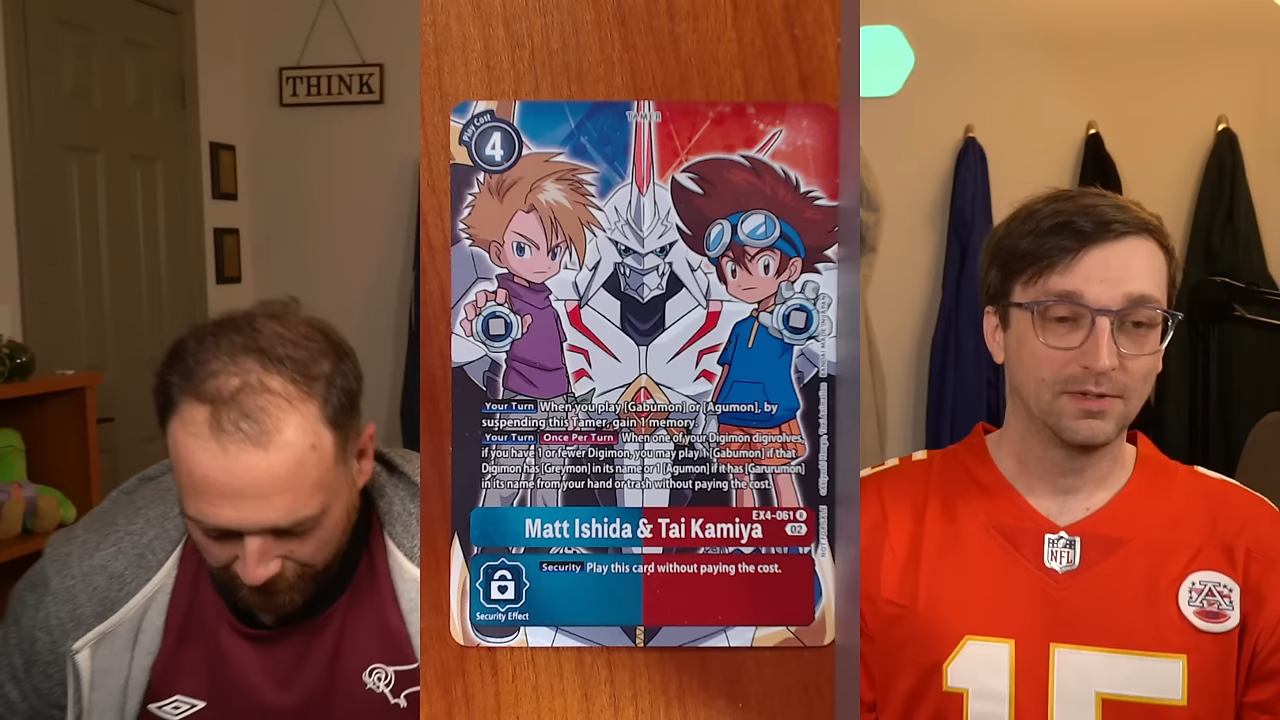 THINK
TAMER
Play Cost
4
Your Turn When you play [Gabumon] or [Agumon], by
suspending this Tamer, gain 1 memory.
Your Turn Once Per Turn When one of your Digimon digivolves,
if you have 1 or fewer Digimon, you may play 1 [Gabumon] if that
Digimon has [Greymon] in its name or 1 [Agumon] if it has [Garurumon]
in its name from your hand or trash without paying the cost.
EX4-061 R
Matt Ishida & Tai Kamiya
02
Security Play this card without paying the cost.
Security Effect
NFL
A
15